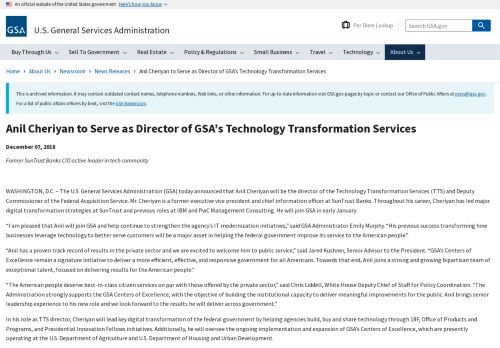 An official website of the United States government Here's how you know
GSA U.S. General Services Administration
Per Diem Lookup
Search GSA.gov
Buy Through Us Sell To Government Real Estate Policy & Regulations Small Business Travel Technology About Us
Home › About Us › Newsroom › News Releases › Anil Cheriyan to Serve as Director of GSA's Technology Transformation Services
This is archived information. It may contain outdated contact names, telephone numbers, Web links, or other information. For up-to-date information visit GSA.gov pages by topic or contact our Office of Public Affairs at press@gsa.gov.
For a list of public affairs officers by beat, visit the GSA Newsroom.
Anil Cheriyan to Serve as Director of GSA's Technology Transformation Services
December 07, 2018
Former SunTrust Banks CIO active leader in tech community
WASHINGTON, D.C. – The U.S. General Services Administration (GSA) today announced that Anil Cheriyan will be the director of the Technology Transformation Services (TTS) and Deputy
Commissioner of the Federal Acquisition Service. Mr. Cheriyan is a former executive vice president and chief information officer at SunTrust Banks. Throughout his career, Cheriyan has led major
digital transformation strategies at SunTrust and previous roles at IBM and PwC Management Consulting. He will join GSA in early January.
"I am pleased that Anil will join GSA and help continue to strengthen the agency's IT modernization initiatives," said GSA Administrator Emily Murphy. "His previous success transforming how
businesses leverage technology to better serve customers will be a major asset in helping the federal government improve its service to the American people."
"Anil has a proven track record of results in the private sector and we are excited to welcome him to public service," said Jared Kushner, Senior Advisor to the President. "GSA's Centers of
Excellence remain a signature initiative to deliver a more efficient, effective, and responsive government for all Americans. Towards that end, Anil joins a strong and growing bipartisan team of
exceptional talent, focused on delivering results for the American people."
"The American people deserve best-in-class citizen services on par with those offered by the private sector," said Chris Liddell, White House Deputy Chief of Staff for Policy Coordination. "The
Administration strongly supports the GSA Centers of Excellence, with the objective of building the institutional capacity to deliver meaningful improvements for the public. Anil brings senior
leadership experience to his new role and we look forward to the results he will deliver across government."
In his role as TTS director, Cheriyan will lead key digital transformation of the federal government by helping agencies build, buy and share technology through 18F, Office of Products and
Programs, and Presidential Innovation Fellows initiatives. Additionally, he will oversee the ongoing implementation and expansion of GSA's Centers of Excellence, which are presently
operating at the U.S. Department of Agriculture and U.S. Department of Housing and Urban Development.